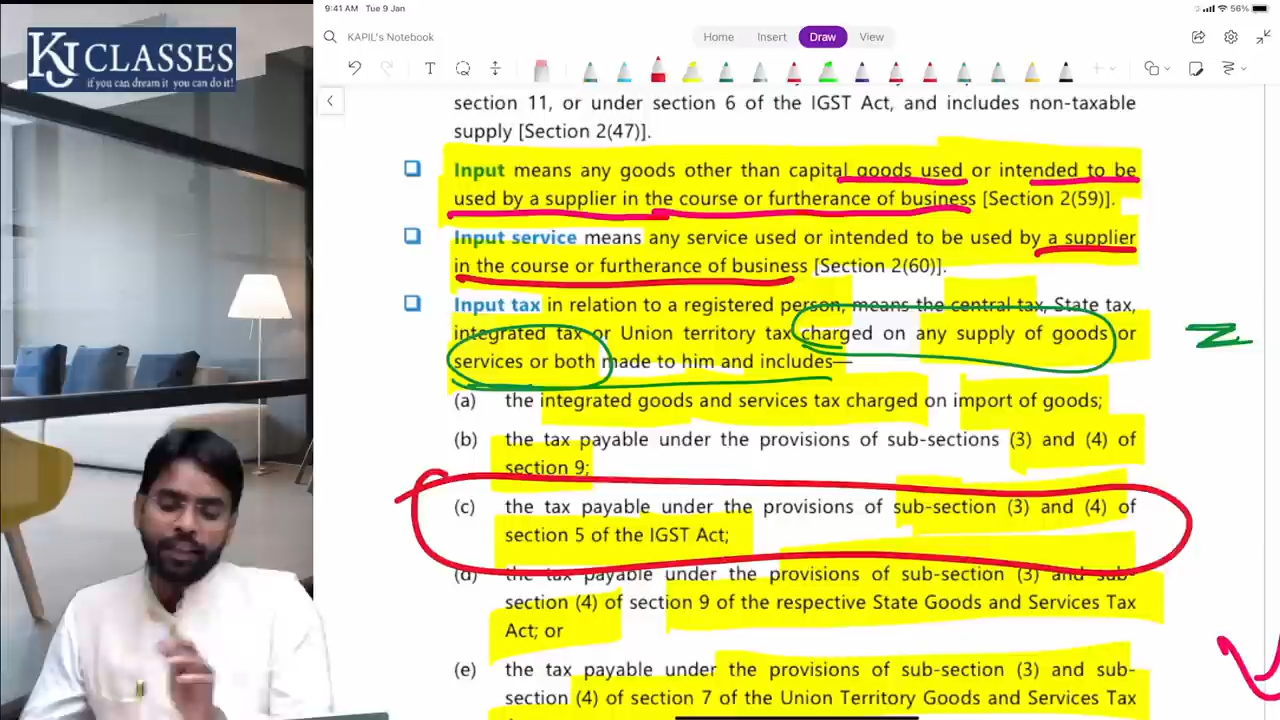 9:41 AM Tue 9 Jan
56%
KJ CLASSES
if you can dream it you can do it!
KAPIL's Notebook
Home Insert Draw View
T
section 11, or under section 6 of the IGST Act, and includes non-taxable
supply [Section 2(47)].
Input means any goods other than capital goods used or intended to be
used by a supplier in the course or furtherance of business [Section 2(59)].
Input service means any service used or intended to be used by a supplier
in the course or furtherance of business [Section 2(60)].
Input tax in relation to a registered person, means the central tax, State tax,
integrated tax or Union territory tax charged on any supply of goods or
services or both made to him and includes—
(a) the integrated goods and services tax charged on import of goods;
(b) the tax payable under the provisions of sub-sections (3) and (4) of
section 9;
(c) the tax payable under the provisions of sub-section (3) and (4) of
section 5 of the IGST Act;
(d) the tax payable under the provisions of sub-section (3) and sub-
section (4) of section 9 of the respective State Goods and Services Tax
Act; or
(e) the tax payable under the provisions of sub-section (3) and sub-
section (4) of section 7 of the Union Territory Goods and Services Tax